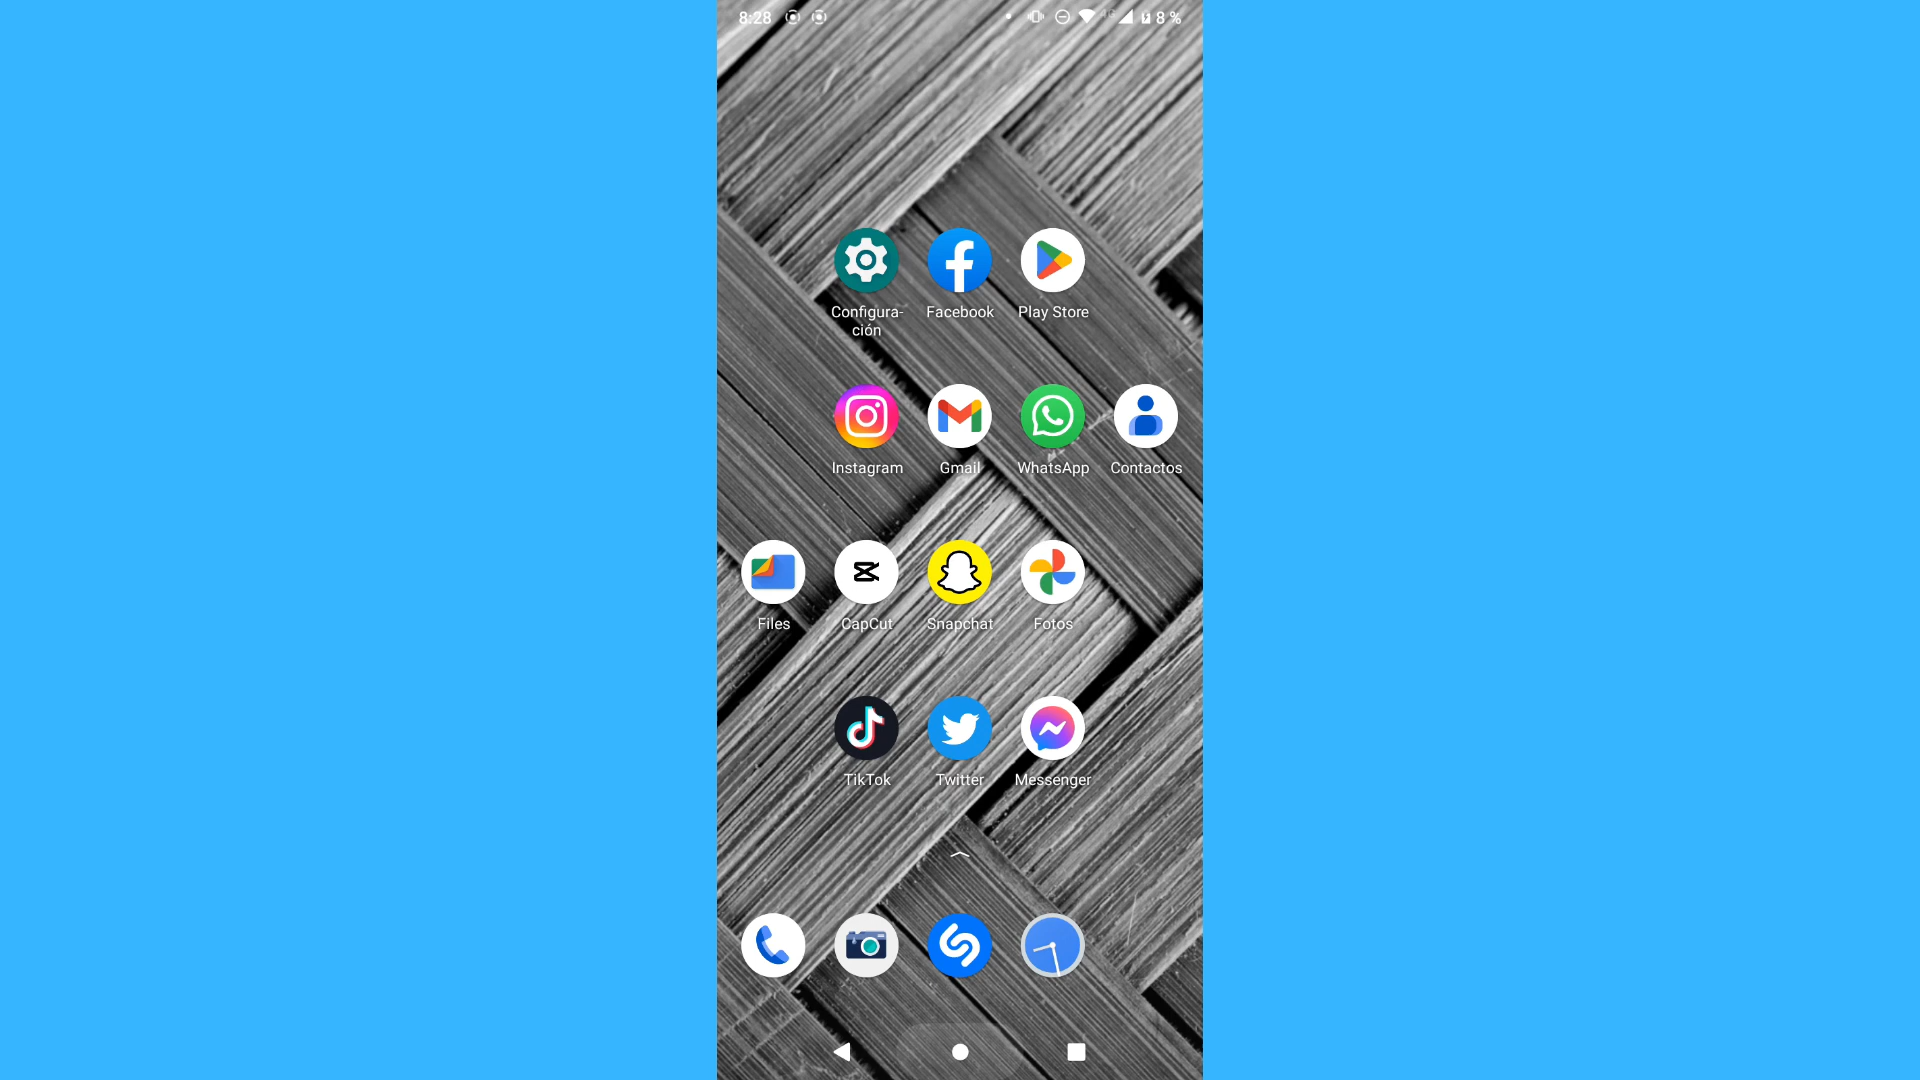 8:28 4G 8 %
Configura-
ción
Facebook
Play Store
Instagram
Gmail
WhatsApp
Contactos
Files
CapCut
Snapchat
Fotos
TikTok
Twitter
Messenger